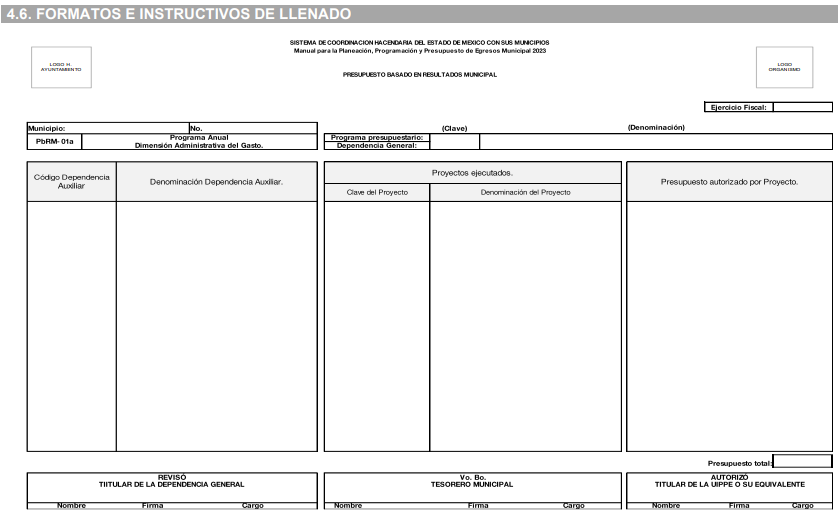 4.6. FORMATOS E INSTRUCTIVOS DE LLENADO
SISTEMA DE COORDINACION HACENDARIA DEL ESTADO DE MEXICO CON SUS MUNICIPIOS
Manual para la Planeación, Programación y Presupuesto de Egresos Municipal 2023
LOGO H.
AYUNTAMIENTO
LOGO
ORGANISMO
PRESUPUESTO BASADO EN RESULTADOS MUNICIPAL
Ejercicio Fiscal:
Municipio: No.
PbRM- 01a
Programa Anual
Dimensión Administrativa del Gasto.
(Clave) (Denominación)
Programa presupuestario:
Dependencia General:
Código Dependencia
Auxiliar
Denominación Dependencia Auxiliar.
Proyectos ejecutados.
Clave del Proyecto Denominación del Proyecto
Presupuesto autorizado por Proyecto.
Presupuesto total:
REVISÓ
TIITULAR DE LA DEPENDENCIA GENERAL
Nombre Firma Cargo
Vo. Bo.
TESORERO MUNICIPAL
Nombre Firma Cargo
AUTORIZÓ
TITULAR DE LA UIPPE O SU EQUIVALENTE
Nombre Firma Cargo